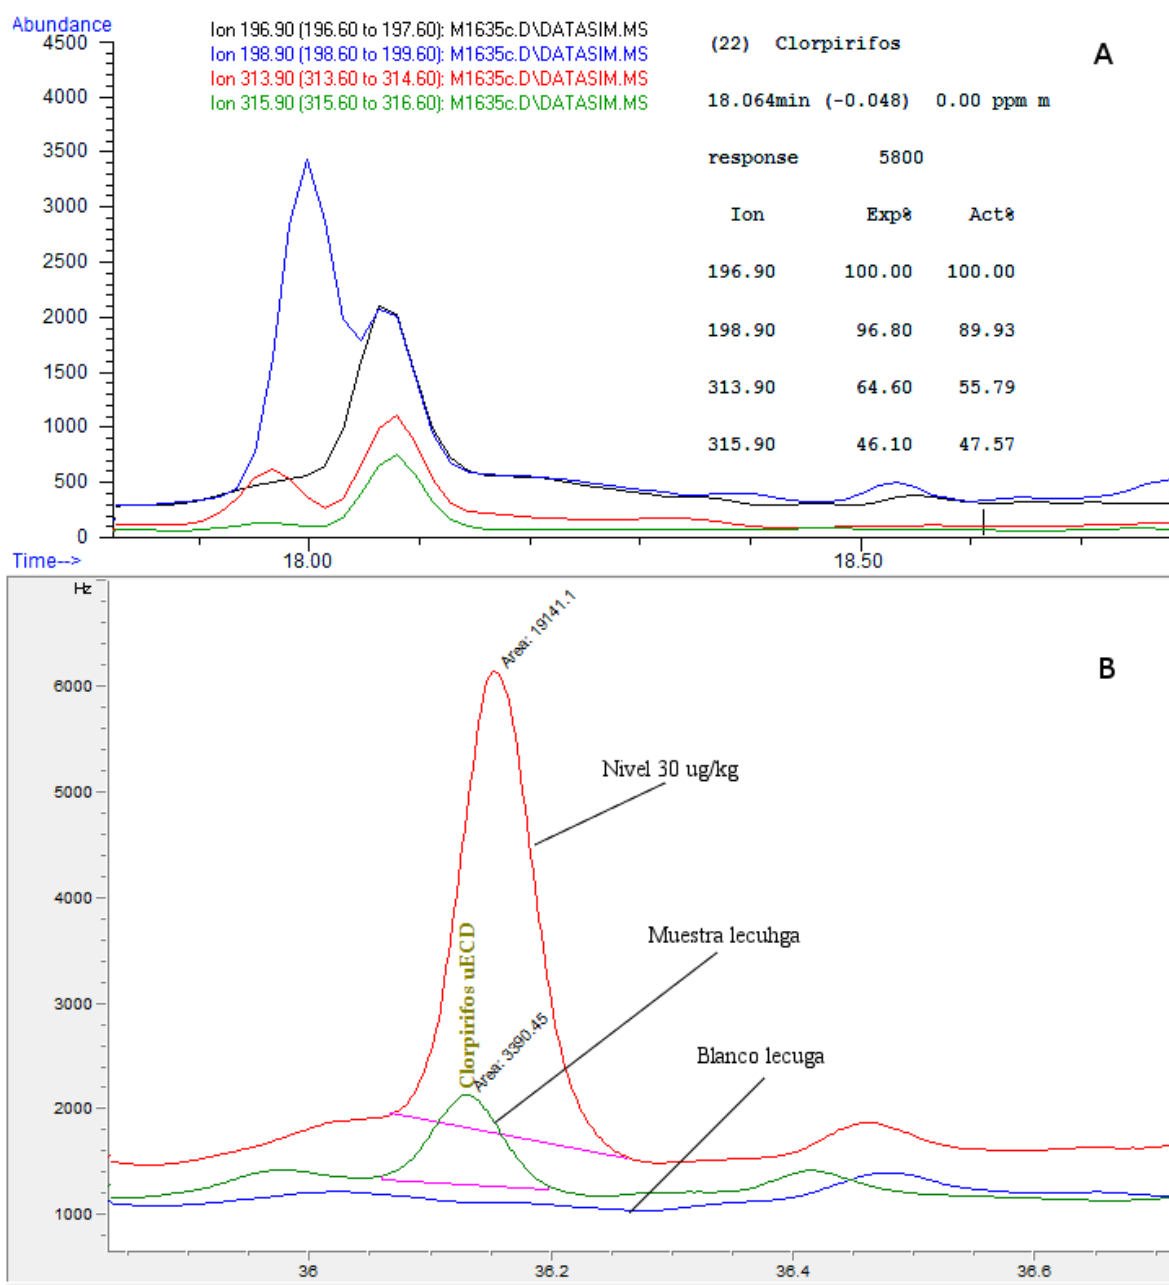 Abundance
4500
4000
3500
3000
2500
2000
1500
1000
500
0
Time-->
18.00
18.50
Ion 196.90 (196.60 to 197.60): M1635c.D\DATASIM.MS
Ion 198.90 (198.60 to 199.60): M1635c.D\DATASIM.MS
Ion 313.90 (313.60 to 314.60): M1635c.D\DATASIM.MS
Ion 315.90 (315.60 to 316.60): M1635c.D\DATASIM.MS
(22) Clorpirifos
A
18.064min (-0.048) 0.00 ppm m
response 5800
Ion Exp% Act%
196.90 100.00 100.00
198.90 96.80 89.93
313.90 64.60 55.79
315.90 46.10 47.57
Hz
6000
5000
4000
3000
2000
1000
B
Area: 19141.1
Nivel 30 ug/kg
Muestra lecuhga
Clorpirifos uECD
Area: 3390.45
Blanco lecuga
36
36.2
36.4
36.6